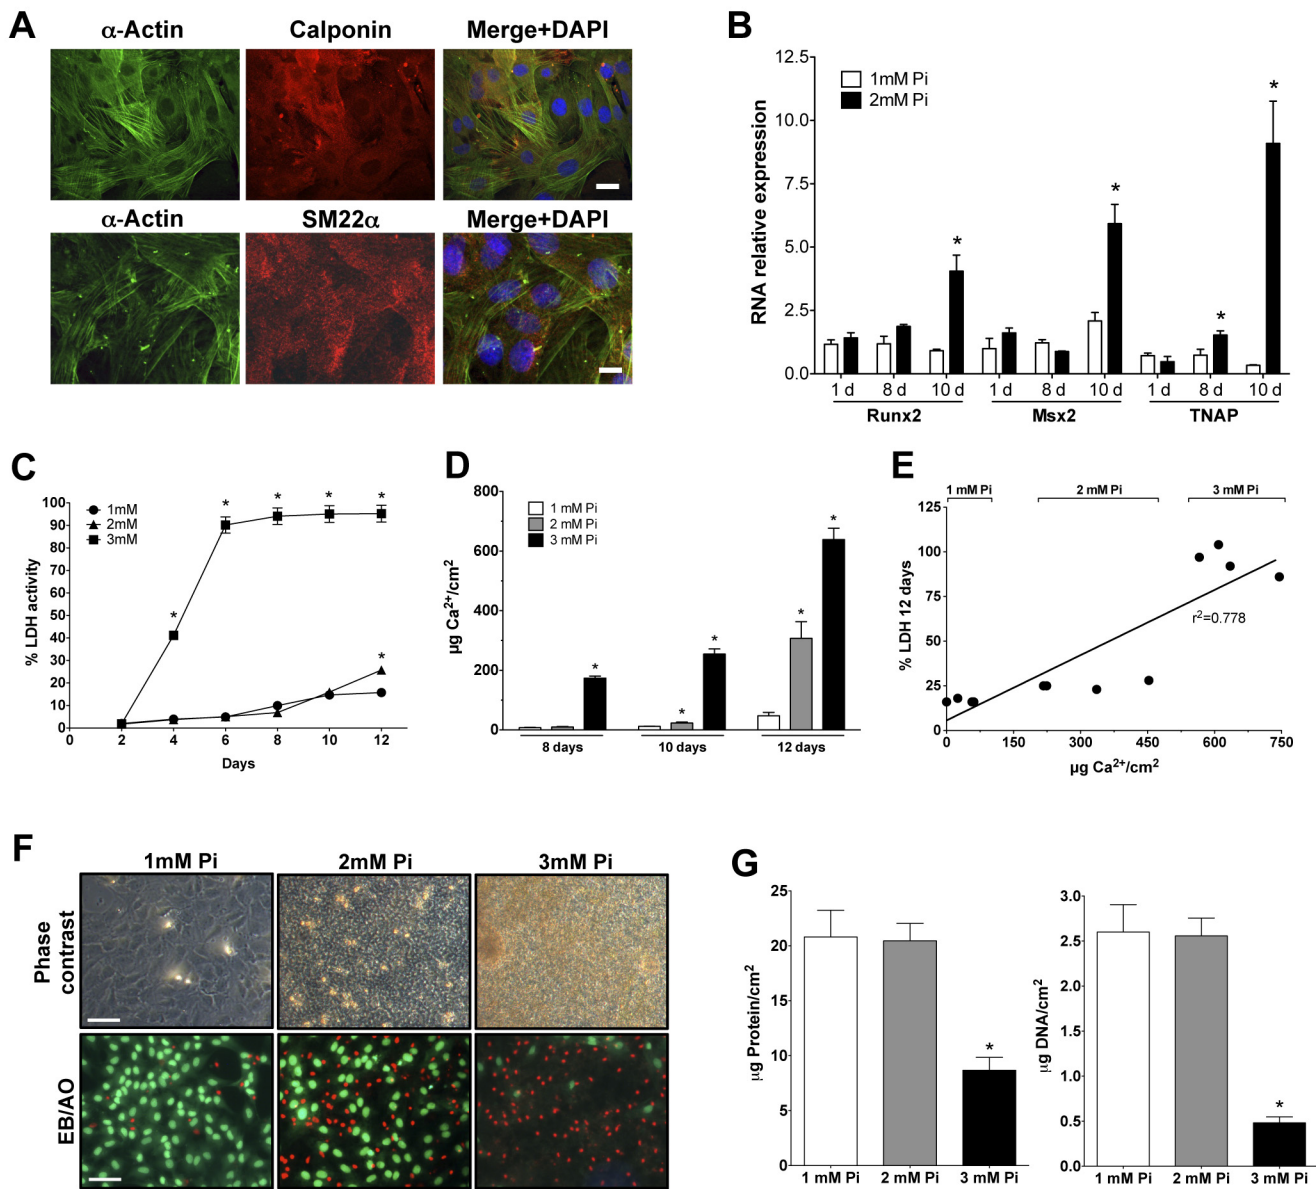 A
α-Actin Calponin Merge+DAPI
α-Actin SM22α Merge+DAPI
B
RNA relative expression
12.5
10.0
7.5
5.0
2.5
0.0
1mM Pi
2mM Pi
* * * *
1 d 8 d 10 d 1 d 8 d 10 d 1 d 8 d 10 d
Runx2 Msx2 TNAP
C
% LDH activity
100
90
80
70
60
50
40
30
20
10
0
1mM
2mM
3mM
* * * * * *
0 2 4 6 8 10 12
Days
D
µg Ca2+/cm2
800
600
400
200
0
1 mM Pi
2 mM Pi
3 mM Pi
* * * * *
8 days 10 days 12 days
E
1 mM Pi 2 mM Pi 3 mM Pi
% LDH 12 days
125
100
75
50
25
0
r2=0.778
0 150 300 450 600 750
µg Ca2+/cm2
F
1mM Pi 2mM Pi 3mM Pi
Phase
contrast
EB/AO
G
µg Protein/cm2
25
20
15
10
5
0
*
1 mM Pi 2 mM Pi 3 mM Pi
µg DNA/cm2
3.0
2.5
2.0
1.5
1.0
0.5
0.0
*
1 mM Pi 2 mM Pi 3 mM Pi